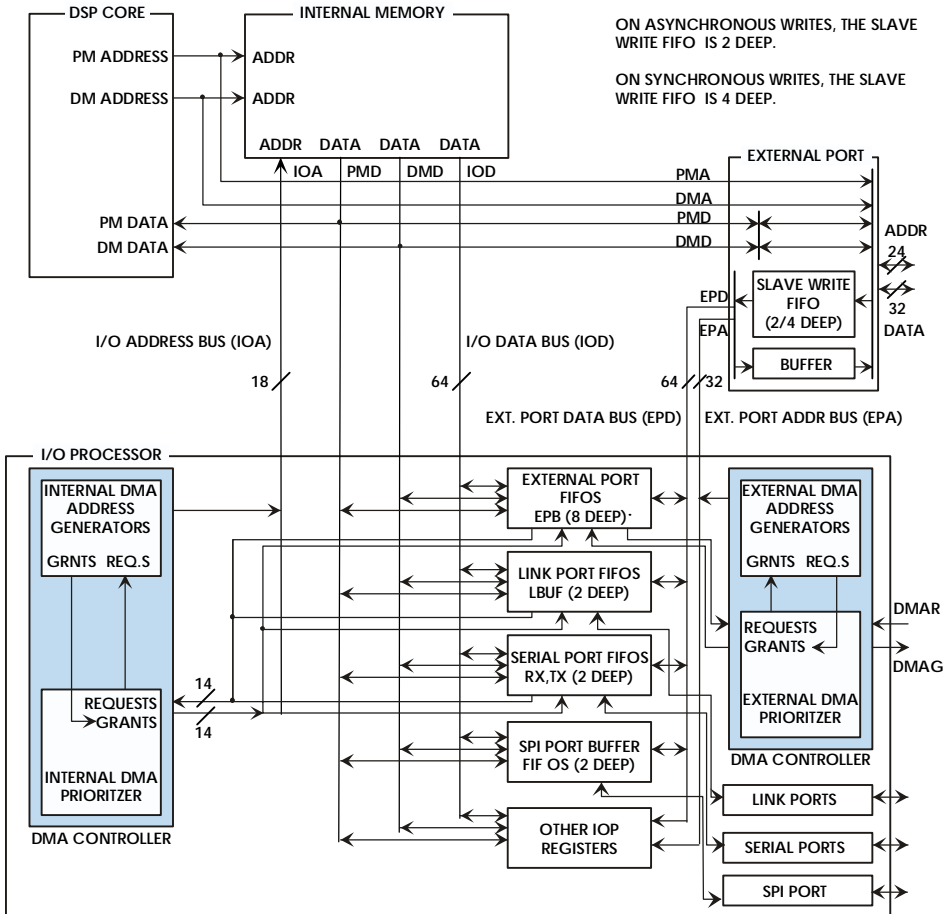 DSP CORE
PM ADDRESS
DM ADDRESS
PM DATA
DM DATA
INTERNAL MEMORY
ADDR
ADDR
ADDR DATA DATA DATA
IOA PMD DMD IOD
ON ASYNCHRONOUS WRITES, THE SLAVE
WRITE FIFO IS 2 DEEP.
ON SYNCHRONOUS WRITES, THE SLAVE
WRITE FIFO IS 4 DEEP.
EXTERNAL PORT
PMA
DMA
PMD
DMD
ADDR
24
32
DATA
EPD
EPA
SLAVE WRITE
FIFO
(2/4 DEEP)
BUFFER
I/O ADDRESS BUS (IOA)
18
I/O DATA BUS (IOD)
64
64
32
EXT. PORT DATA BUS (EPD)
EXT. PORT ADDR BUS (EPA)
I/O PROCESSOR
INTERNAL DMA
ADDRESS
GENERATORS
GRNTS REQ.S
REQUESTS
GRANTS
INTERNAL DMA
PRIORITZER
DMA CONTROLLER
14
14
EXTERNAL PORT
FIFOS
EPB (8 DEEP)·
LINK PORT FIFOS
LBUF (2 DEEP)
SERIAL PORT FIFOS
RX,TX (2 DEEP)
SPI PORT BUFFER
FIF OS (2 DEEP)
OTHER IOP
REGISTERS
EXTERNAL DMA
ADDRESS
GENERATORS
GRNTS REQ.S
REQUESTS
GRANTS
EXTERNAL DMA
PRIORITZER
DMA CONTROLLER
DMAR
DMAG
LINK PORTS
SERIAL PORTS
SPI PORT